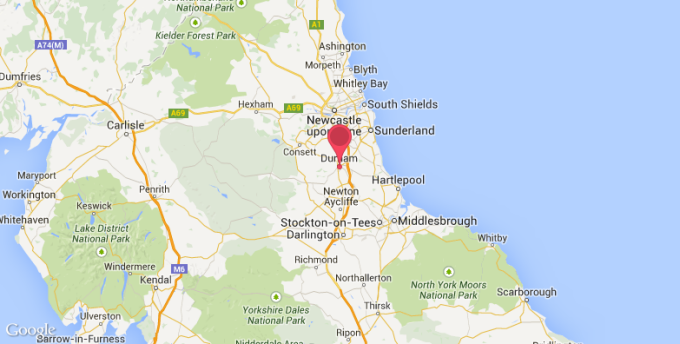 Northumberland
National Park
Kielder Forest Park
A1
Ashington
Morpeth
A74(M)
Blyth
Whitley Bay
Dumfries
Hexham
A69
A69
South Shields
Newcastle
upon Tyne
Carlisle
Sunderland
Consett
Durham
Maryport
Hartlepool
Workington
Penrith
Newton
Aycliffe
Keswick
Whitehaven
Stockton-on-Tees
Middlesbrough
Lake District
National Park
Darlington
Whitby
Richmond
Windermere
M6
Kendal
Northallerton
North York Moors
National Park
Scarborough
Yorkshire Dales
National Park
Thirsk
Ulverston
Google
Barrow-in-Furness
Nidderdale Area
Ripon